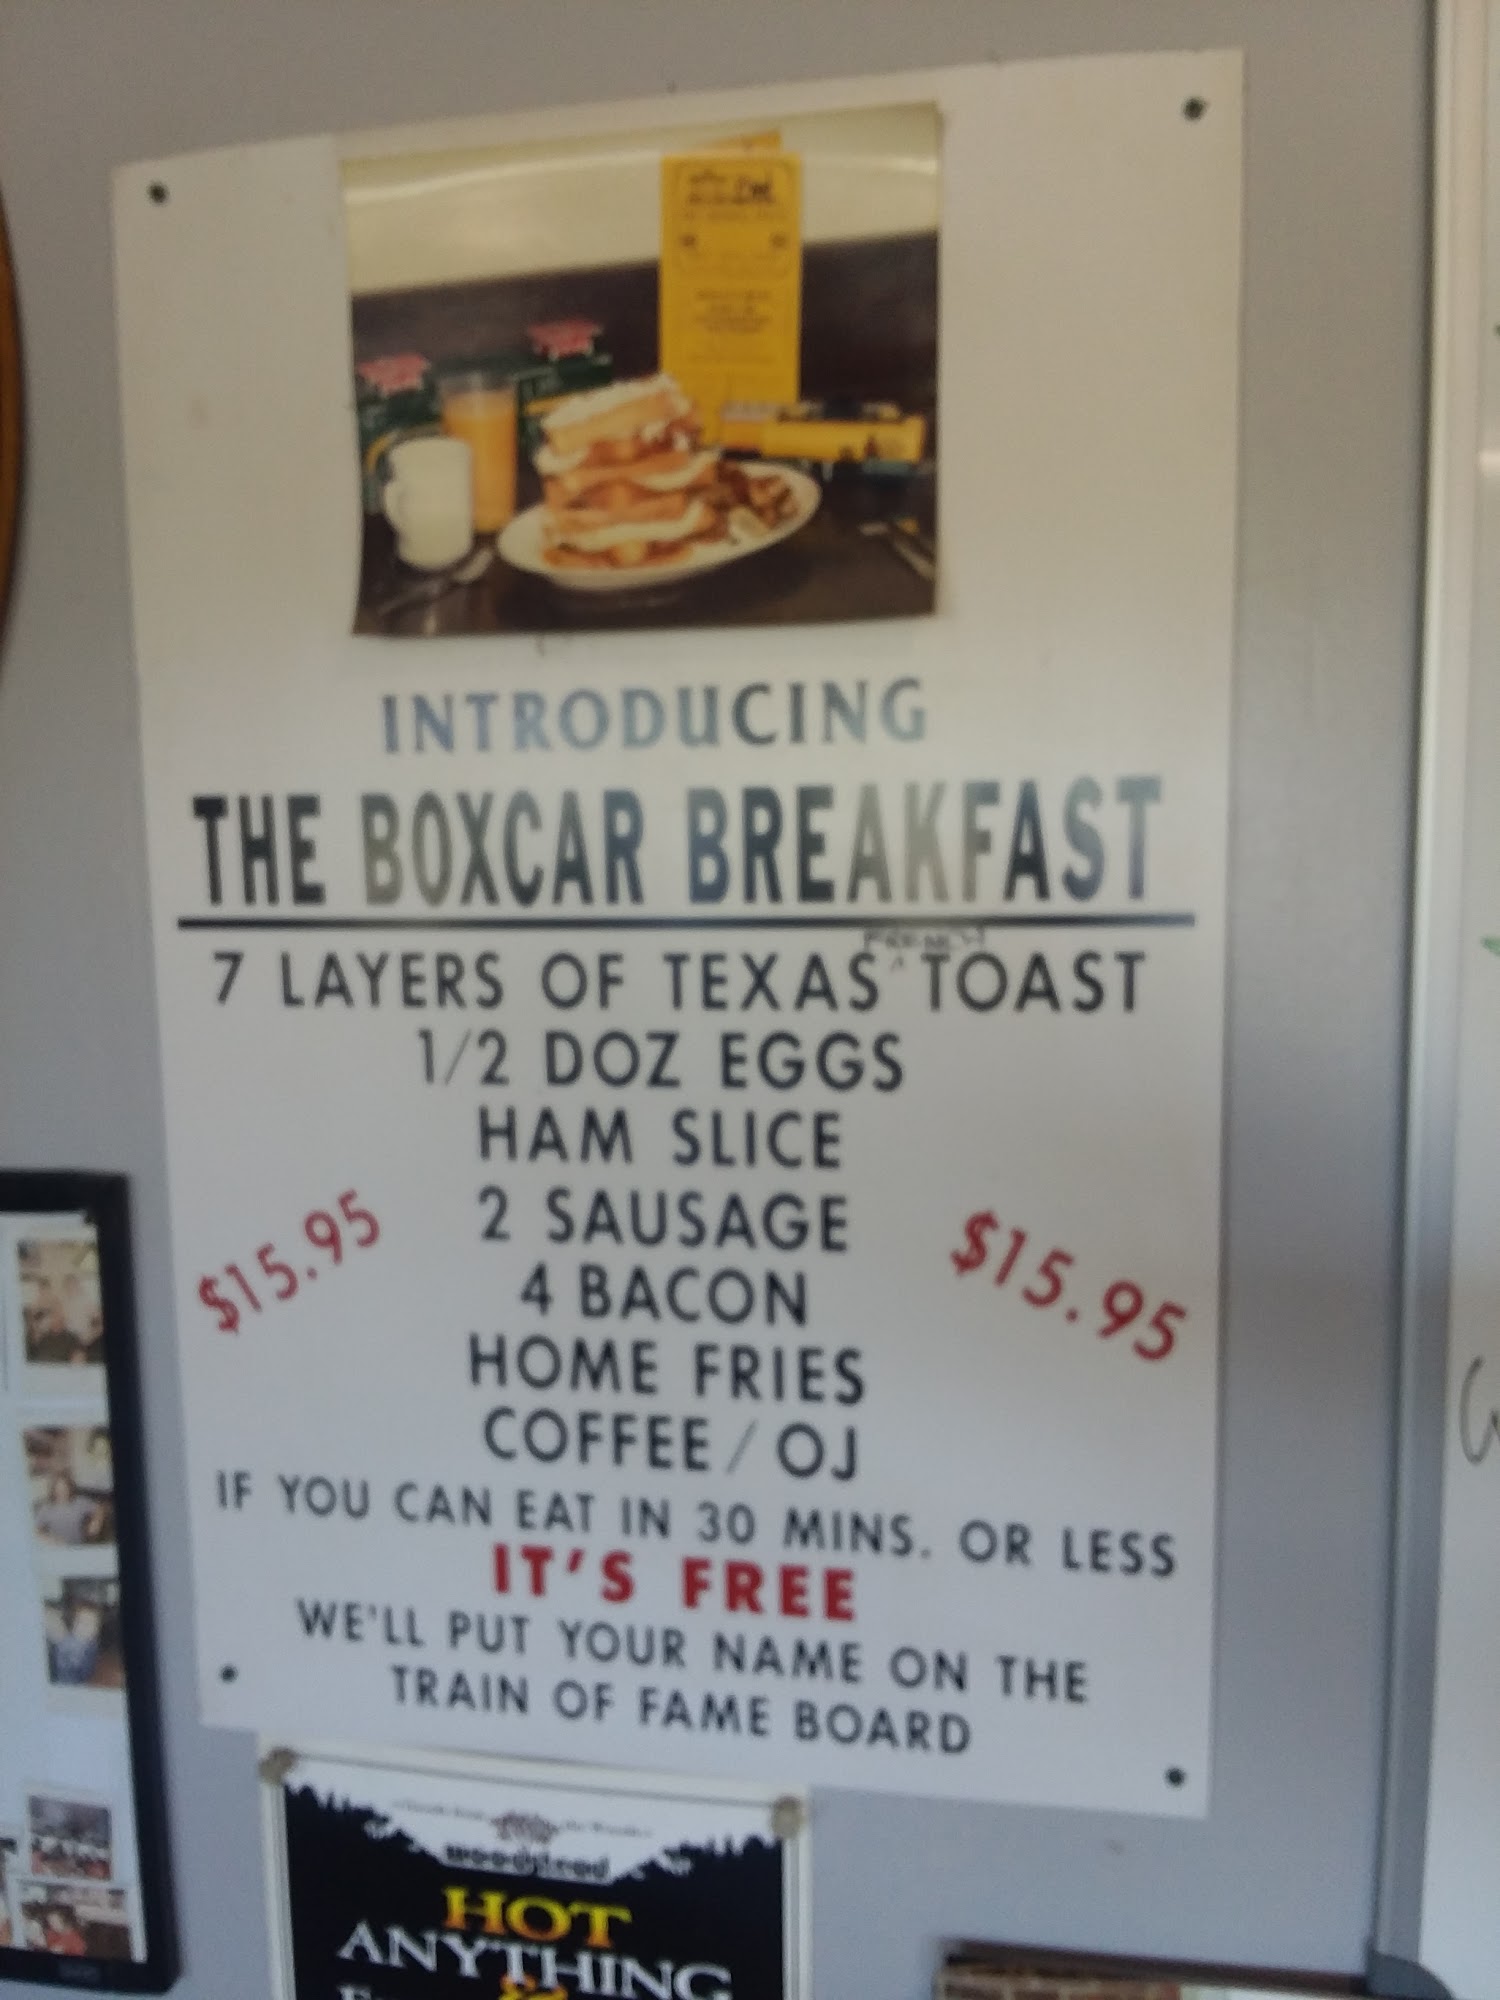 INTRODUCING
THE BOXCAR BREAKFAST
FRENCH
7 LAYERS OF TEXAS ^ TOAST
1/2 DOZ EGGS
HAM SLICE
2 SAUSAGE
$15.95
$15.95
4 BACON
HOME FRIES
COFFEE / OJ
IF YOU CAN EAT IN 30 MINS. OR LESS
IT'S FREE
WE'LL PUT YOUR NAME ON THE
TRAIN OF FAME BOARD
woodstead
HOT
ANYTHING
&